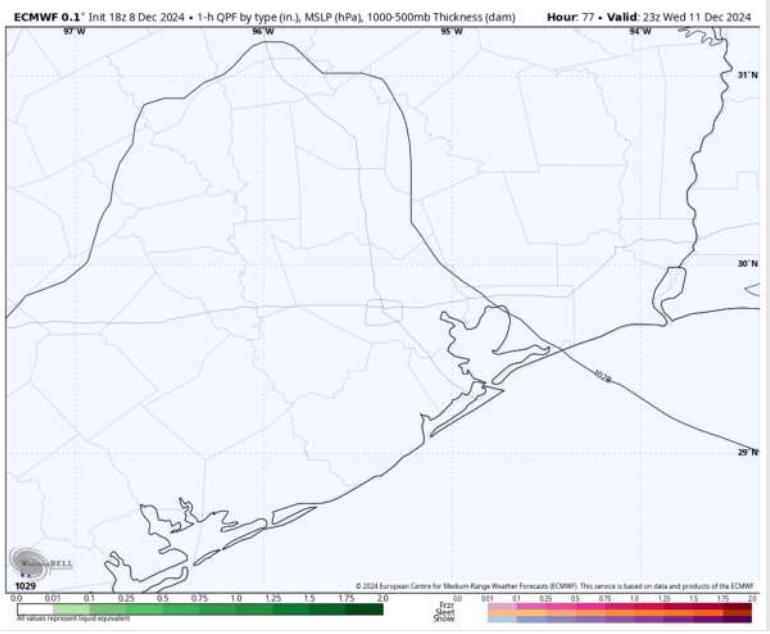 ECMWF 0.1° Init 18z 8 Dec 2024 • 1-h QPF by type (in.), MSLP (hPa), 1000-500mb Thickness (dam) Hour: 77 • Valid: 23z Wed 11 Dec 2024
97°W 96°W 95°W 94°W
31°N
30°N
1028
29°N
WEATHERBELL
1029
© 2024 European Centre for Medium-Range Weather Forecasts (ECMWF). This service is based on data and products of the ECMWF
0.0 0.01 0.1 0.25 0.5 0.75 1.0 1.25 1.5 1.75 2.0
0.0 0.01 0.1 0.25 0.5 0.75 1.0 1.25 1.5 1.75 2.0
All values represent liquid equivalent
Frzr
Sleet
Snow